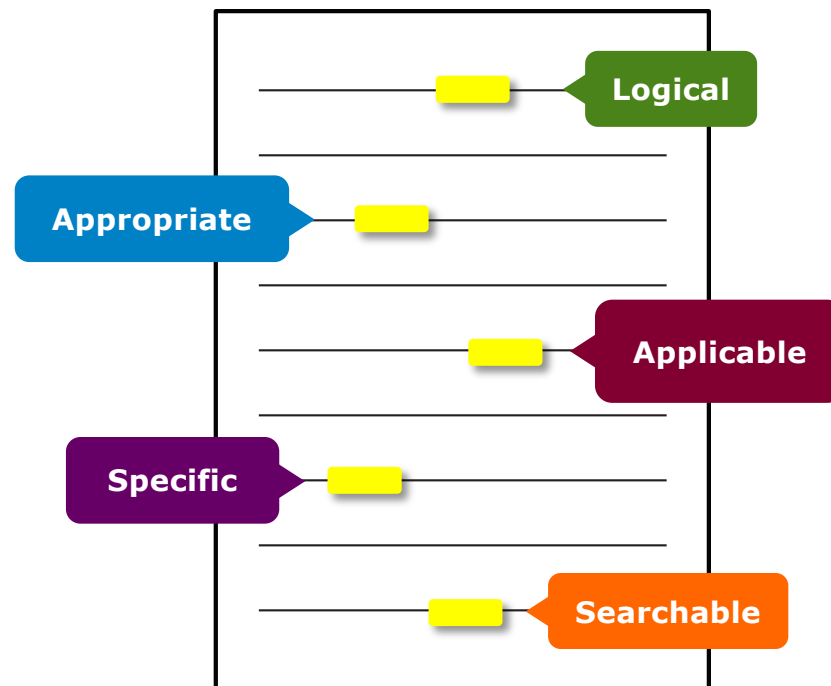 Logical
Appropriate
Applicable
Specific
Searchable